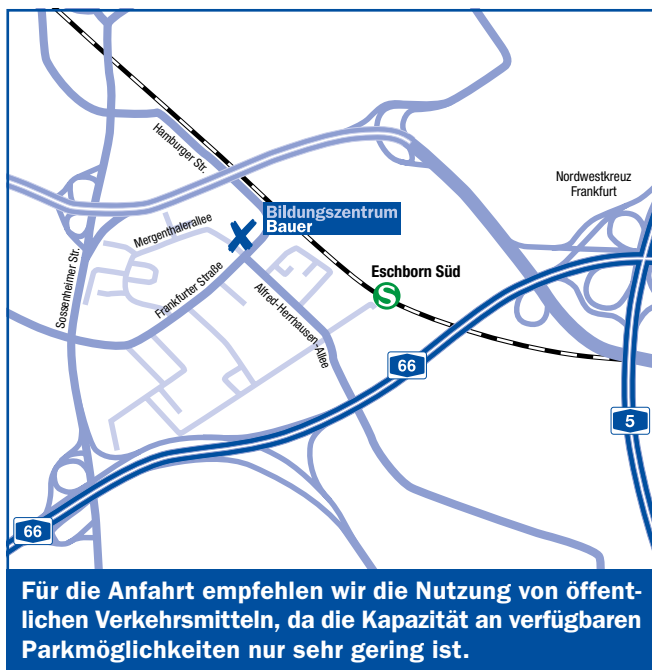 Hamburger Str.
Nordwestkreuz
Frankfurt
Bildungszentrum
Bauer
Mergenthalerallee
Sossenheimer Str.
Frankfurter Straße
Eschborn Süd
S
Alfred-Herrhausen-Allee
66
5
66
Für die Anfahrt empfehlen wir die Nutzung von öffent-
lichen Verkehrsmitteln, da die Kapazität an verfügbaren
Parkmöglichkeiten nur sehr gering ist.